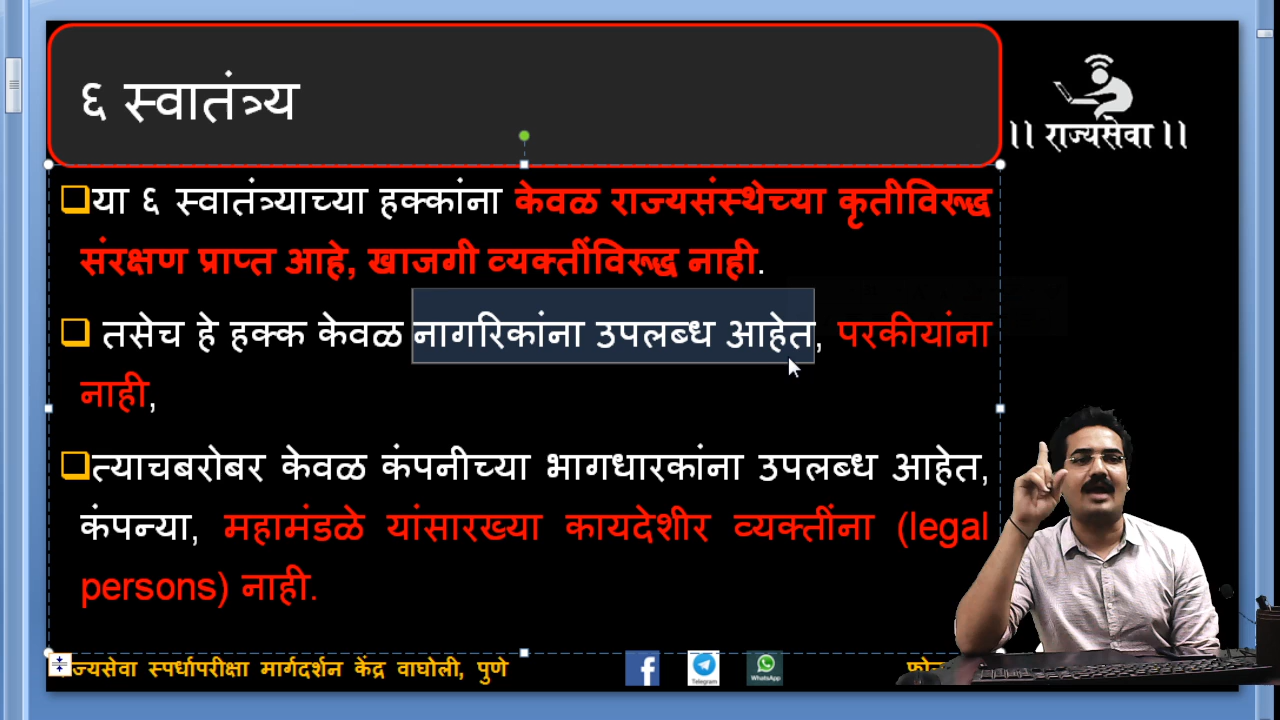 ६ स्वातंत्र्य
।। राज्यसेवा ।।
या ६ स्वातंत्र्याच्या हक्कांना केवळ राज्यसंस्थेच्या कृतीविरूद्ध
संरक्षण प्राप्त आहे, खाजगी व्यक्तींविरूद्ध नाही.
तसेच हे हक्क केवळ नागरिकांना उपलब्ध आहेत, परकीयांना
नाही,
त्याचबरोबर केवळ कंपनीच्या भागधारकांना उपलब्ध आहेत,
कंपन्या, महामंडळे यांसारख्या कायदेशीर व्यक्तींना (legal
persons) नाही.
स्पर्धापरीक्षा मार्गदर्शन केंद्र वाघोली, पुणे
Telegram
WhatsApp